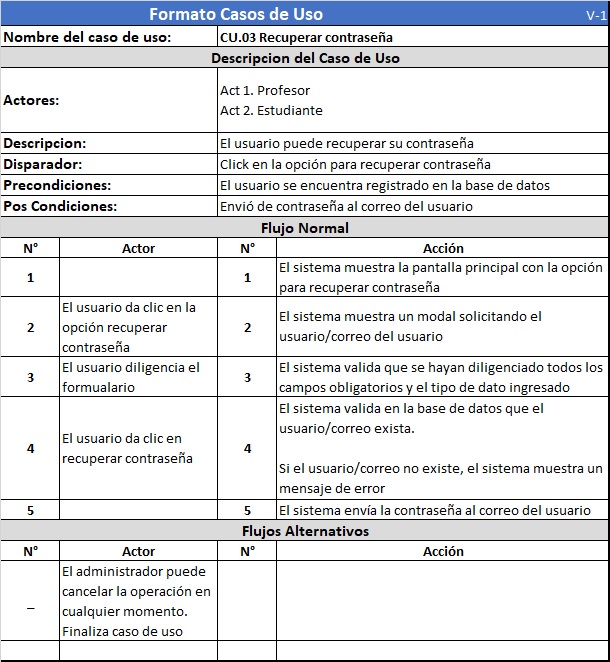 Formato Casos de Uso V-1
Nombre del caso de uso: CU.03 Recuperar contraseña
Descripcion del Caso de Uso
Actores:
Act 1. Profesor
Act 2. Estudiante
Descripcion: El usuario puede recuperar su contraseña
Disparador: Click en la opción para recuperar contraseña
Precondiciones: El usuario se encuentra registrado en la base de datos
Pos Condiciones: Envió de contraseña al correo del usuario
Flujo Normal
N° Actor N° Acción
1 1
El sistema muestra la pantalla principal con la opción
para recuperar contraseña
2
El usuario da clic en la
opción recuperar
contraseña
2
El sistema muestra un modal solicitando el
usuario/correo del usuario
3
El usuario diligencia el
formualario
3
El sistema valida que se hayan diligenciado todos los
campos obligatorios y el tipo de dato ingresado
4
El usuario da clic en
recuperar contraseña
4
El sistema valida en la base de datos que el
usuario/correo exista.
Si el usuario/correo no existe, el sistema muestra un
mensaje de error
5 5 El sistema envía la contraseña al correo del usuario
Flujos Alternativos
N° Actor N° Acción
–
El administrador puede
cancelar la operación en
cualquier momento.
Finaliza caso de uso